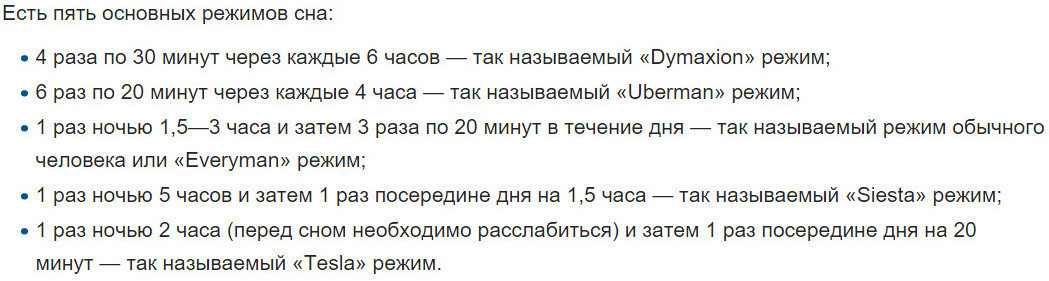 Есть пять основных режимов сна:
• 4 раза по 30 минут через каждые 6 часов — так называемый «Dymaxion» режим;
• 6 раз по 20 минут через каждые 4 часа — так называемый «Uberman» режим;
• 1 раз ночью 1,5—3 часа и затем 3 раза по 20 минут в течение дня — так называемый режим обычного
человека или «Everyman» режим;
• 1 раз ночью 5 часов и затем 1 раз посередине дня на 1,5 часа — так называемый «Siesta» режим;
• 1 раз ночью 2 часа (перед сном необходимо расслабиться) и затем 1 раз посередине дня на 20
минут — так называемый «Tesla» режим.